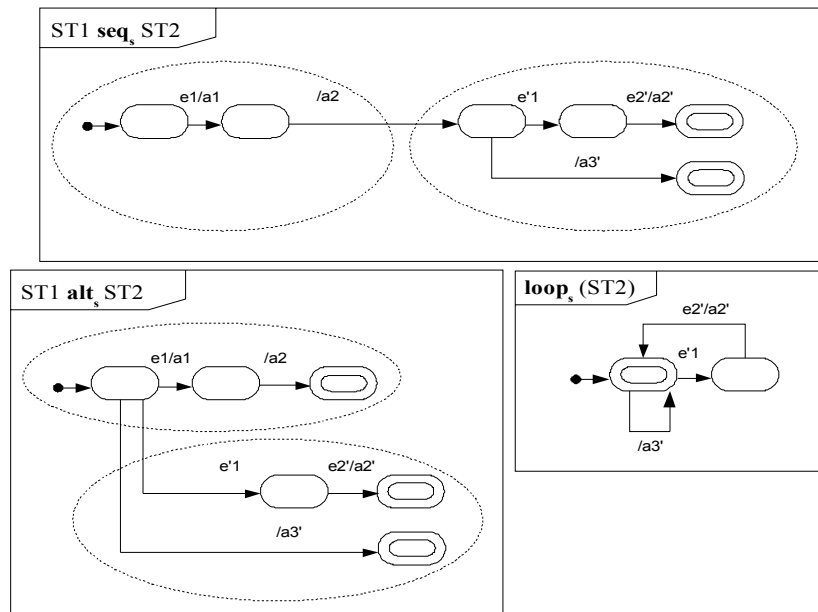 ST1 seqs ST2
e1/a1
/a2
e'1
e2'/a2'
/a3'
ST1 alts ST2
e1/a1
/a2
e'1
e2'/a2'
/a3'
loops (ST2)
e2'/a2'
e'1
/a3'